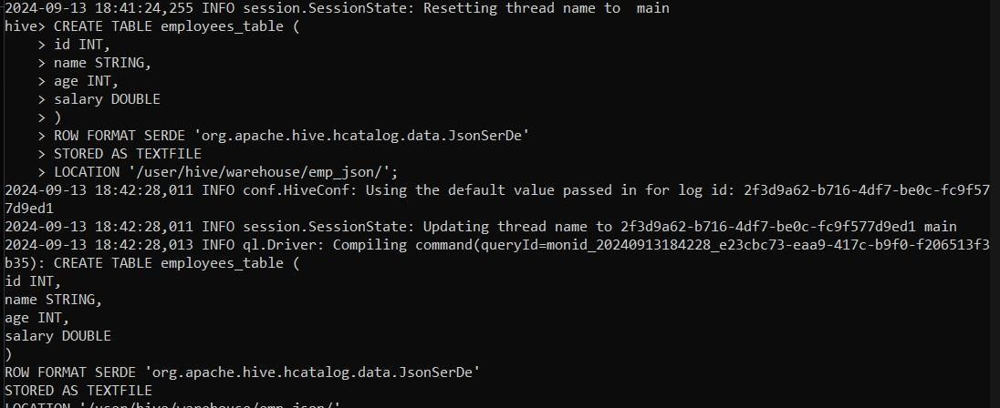 2024-09-13 18:41:24,255 INFO session.SessionState: Resetting thread name to  main
hive> CREATE TABLE employees_table (
    > id INT,
    > name STRING,
    > age INT,
    > salary DOUBLE
    > )
    > ROW FORMAT SERDE 'org.apache.hive.hcatalog.data.JsonSerDe'
    > STORED AS TEXTFILE
    > LOCATION '/user/hive/warehouse/emp_json/';
2024-09-13 18:42:28,011 INFO conf.HiveConf: Using the default value passed in for log id: 2f3d9a62-b716-4df7-be0c-fc9f57
7d9ed1
2024-09-13 18:42:28,011 INFO session.SessionState: Updating thread name to 2f3d9a62-b716-4df7-be0c-fc9f577d9ed1 main
2024-09-13 18:42:28,013 INFO ql.Driver: Compiling command(queryId=monid_20240913184228_e23cbc73-eaa9-417c-b9f0-f206513f3
b35): CREATE TABLE employees_table (
id INT,
name STRING,
age INT,
salary DOUBLE
)
ROW FORMAT SERDE 'org.apache.hive.hcatalog.data.JsonSerDe'
STORED AS TEXTFILE
LOCATION '/user/hive/warehouse/emp_json/'